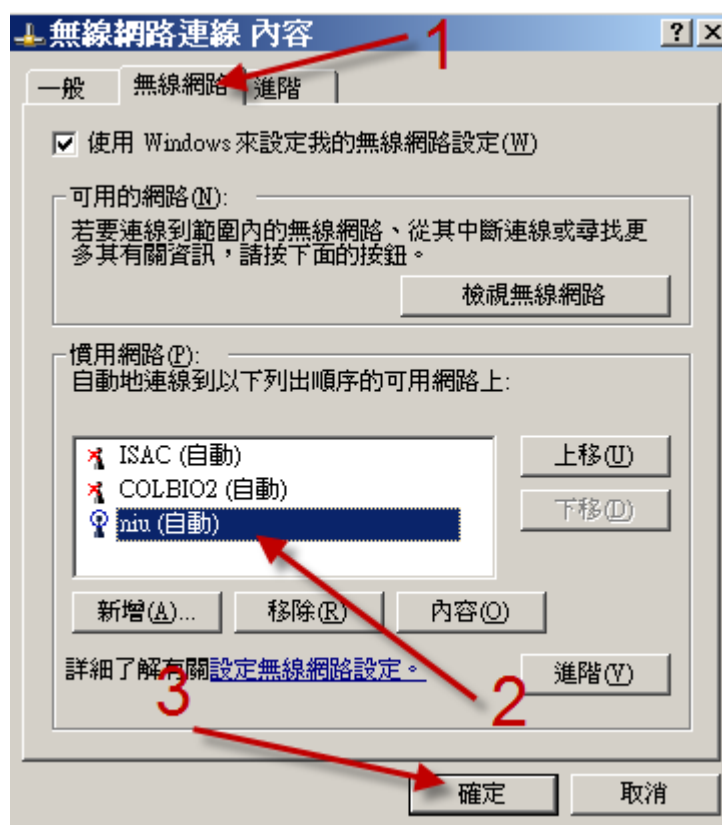 無線網路連線 內容
1
一般 無線網路 進階
使用 Windows 來設定我的無線網路設定(W)
可用的網路(N):
若要連線到範圍內的無線網路、從其中斷連線或尋找更
多其有關資訊，請按下面的按鈕。
檢視無線網路
慣用網路(P):
自動地連線到以下列出順序的可用網路上:
ISAC (自動)
上移(U)
COLBIO2 (自動)
niu (自動)
下移(D)
新增(A)... 移除(R) 內容(O)
詳細了解有關設定無線網路設定。
進階(V)
3
2
確定 取消